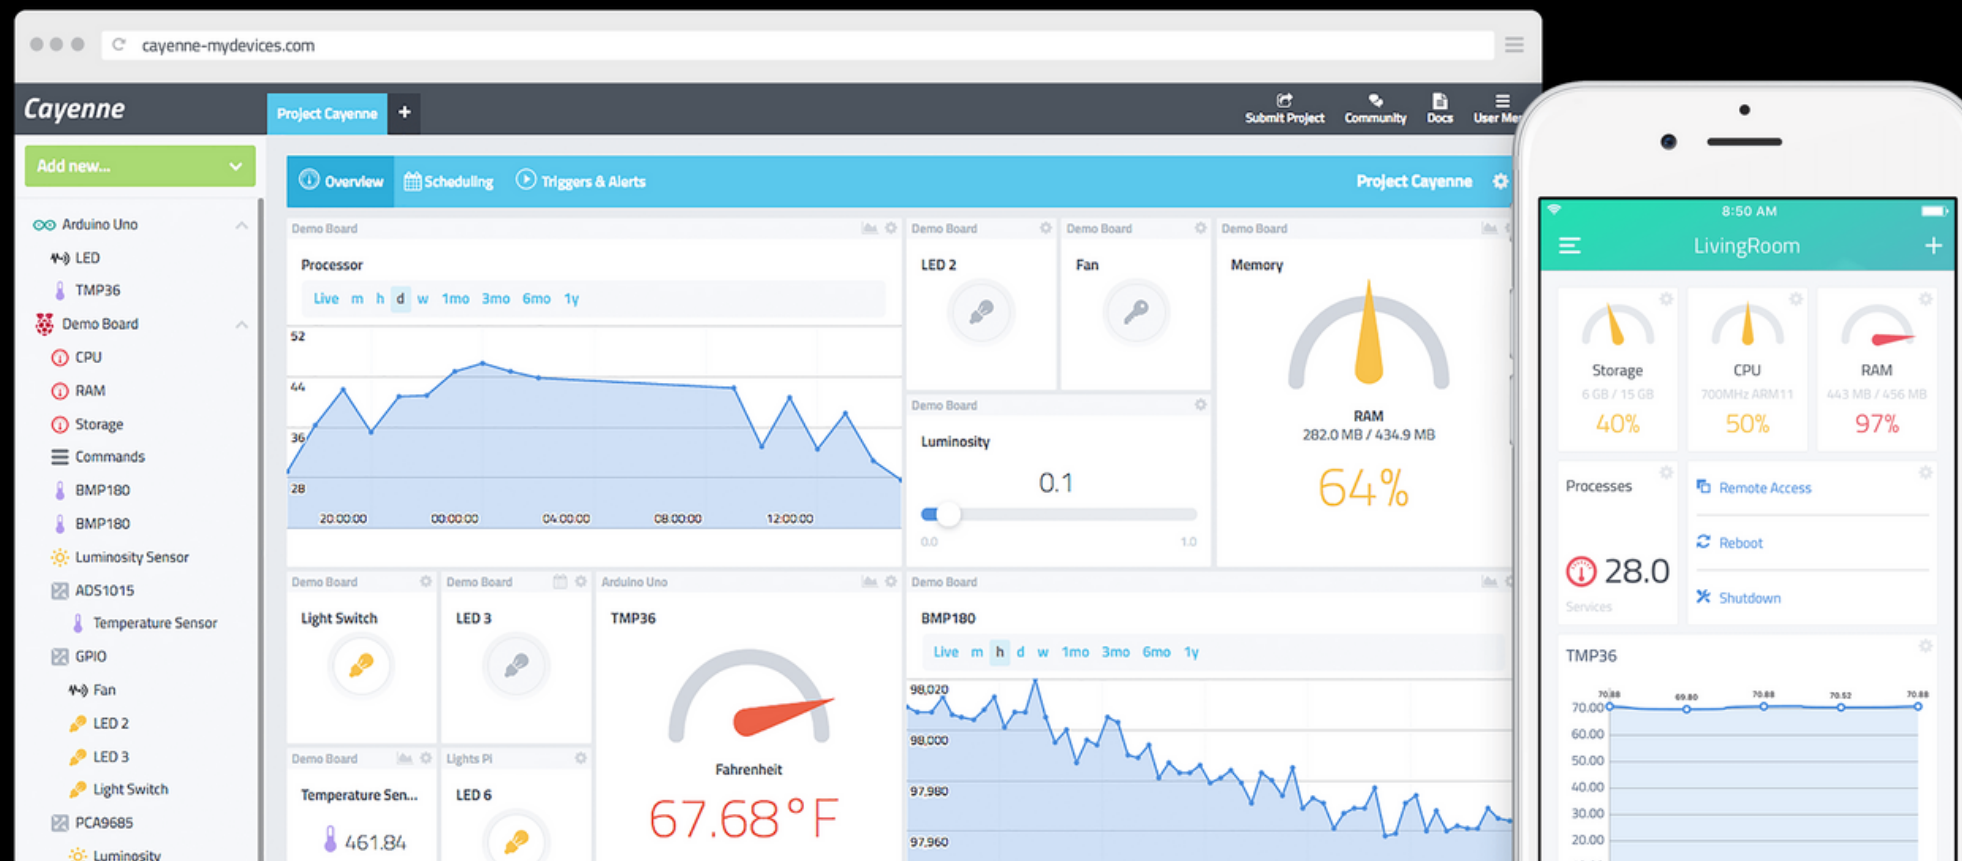 cayenne-mydevices.com
Cayenne
Project Cayenne
+
Submit Project
Community
Docs
User Me
Add new...
Overview
Scheduling
Triggers & Alerts
Project Cayenne
Arduino Uno
LED
TMP36
Demo Board
CPU
RAM
Storage
Commands
BMP180
BMP180
Luminosity Sensor
ADS1015
Temperature Sensor
GPIO
Fan
LED 2
LED 3
Light Switch
PCA9685
Luminosity
Demo Board
Processor
Live m h d w 1mo 3mo 6mo 1y
52
44
36
28
20:00:00 00:00:00 04:00:00 08:00:00 12:00:00
Demo Board
LED 2
Demo Board
Fan
Demo Board
Luminosity
0.1
0.0 1.0
Demo Board
Memory
RAM
282.0 MB / 434.9 MB
64%
Demo Board
Light Switch
Demo Board
LED 3
Arduino Uno
TMP36
Fahrenheit
67.68°F
Demo Board
Temperature Sen...
461.84
Lights Pi
LED 6
Demo Board
BMP180
Live m h d w 1mo 3mo 6mo 1y
98,020
98,000
97,980
97,960
8:50 AM
LivingRoom
+
Storage
6 GB / 15 GB
40%
CPU
700MHz ARM11
50%
RAM
443 MB / 456 MB
97%
Processes
28.0
Services
Remote Access
Reboot
Shutdown
TMP36
70.88 69.80 70.88 70.52 70.88
70.00
60.00
50.00
40.00
30.00
20.00